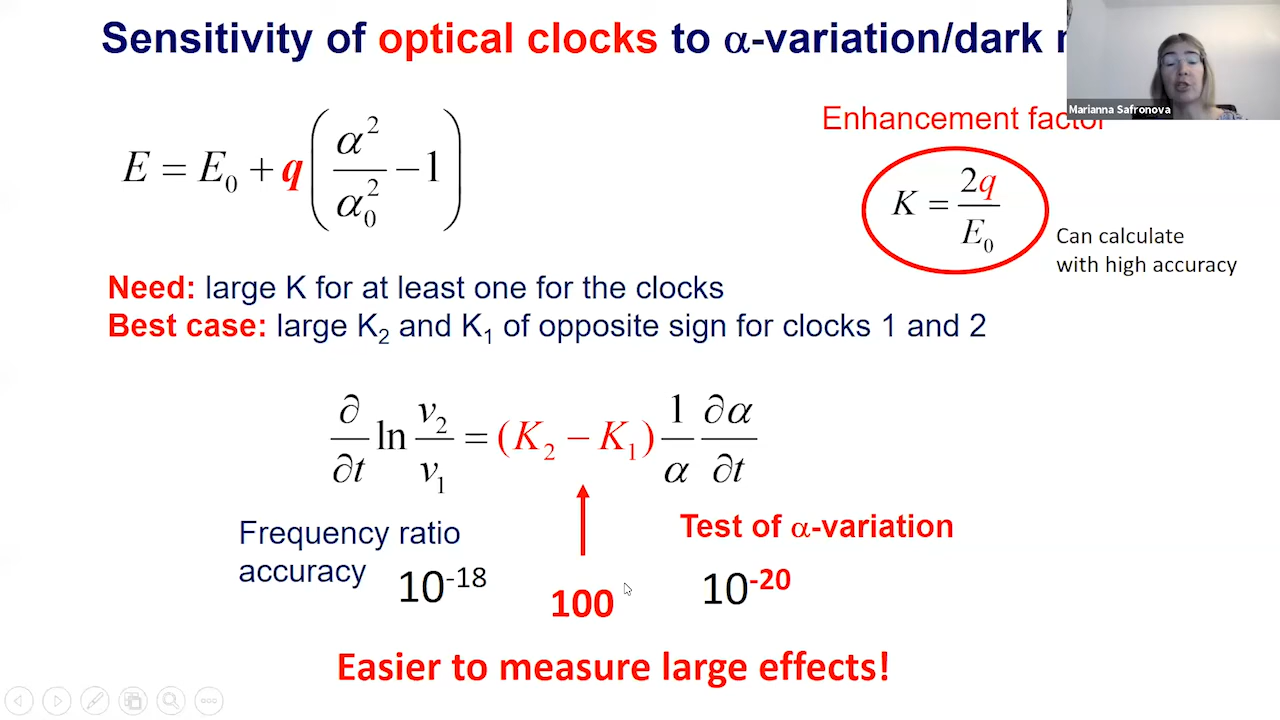 Sensitivity of optical clocks to α-variation/dark
Marianna Safronova
Enhancement factor
E = E₀ + q (α²/α₀² − 1)
K = 2q/E₀
Can calculate
with high accuracy
Need: large K for at least one for the clocks
Best case: large K₂ and K₁ of opposite sign for clocks 1 and 2
∂/∂t ln ν₂/ν₁ = (K₂ − K₁) 1/α ∂α/∂t
Frequency ratio
accuracy 10⁻¹⁸
100
Test of α-variation
10⁻²⁰
Easier to measure large effects!